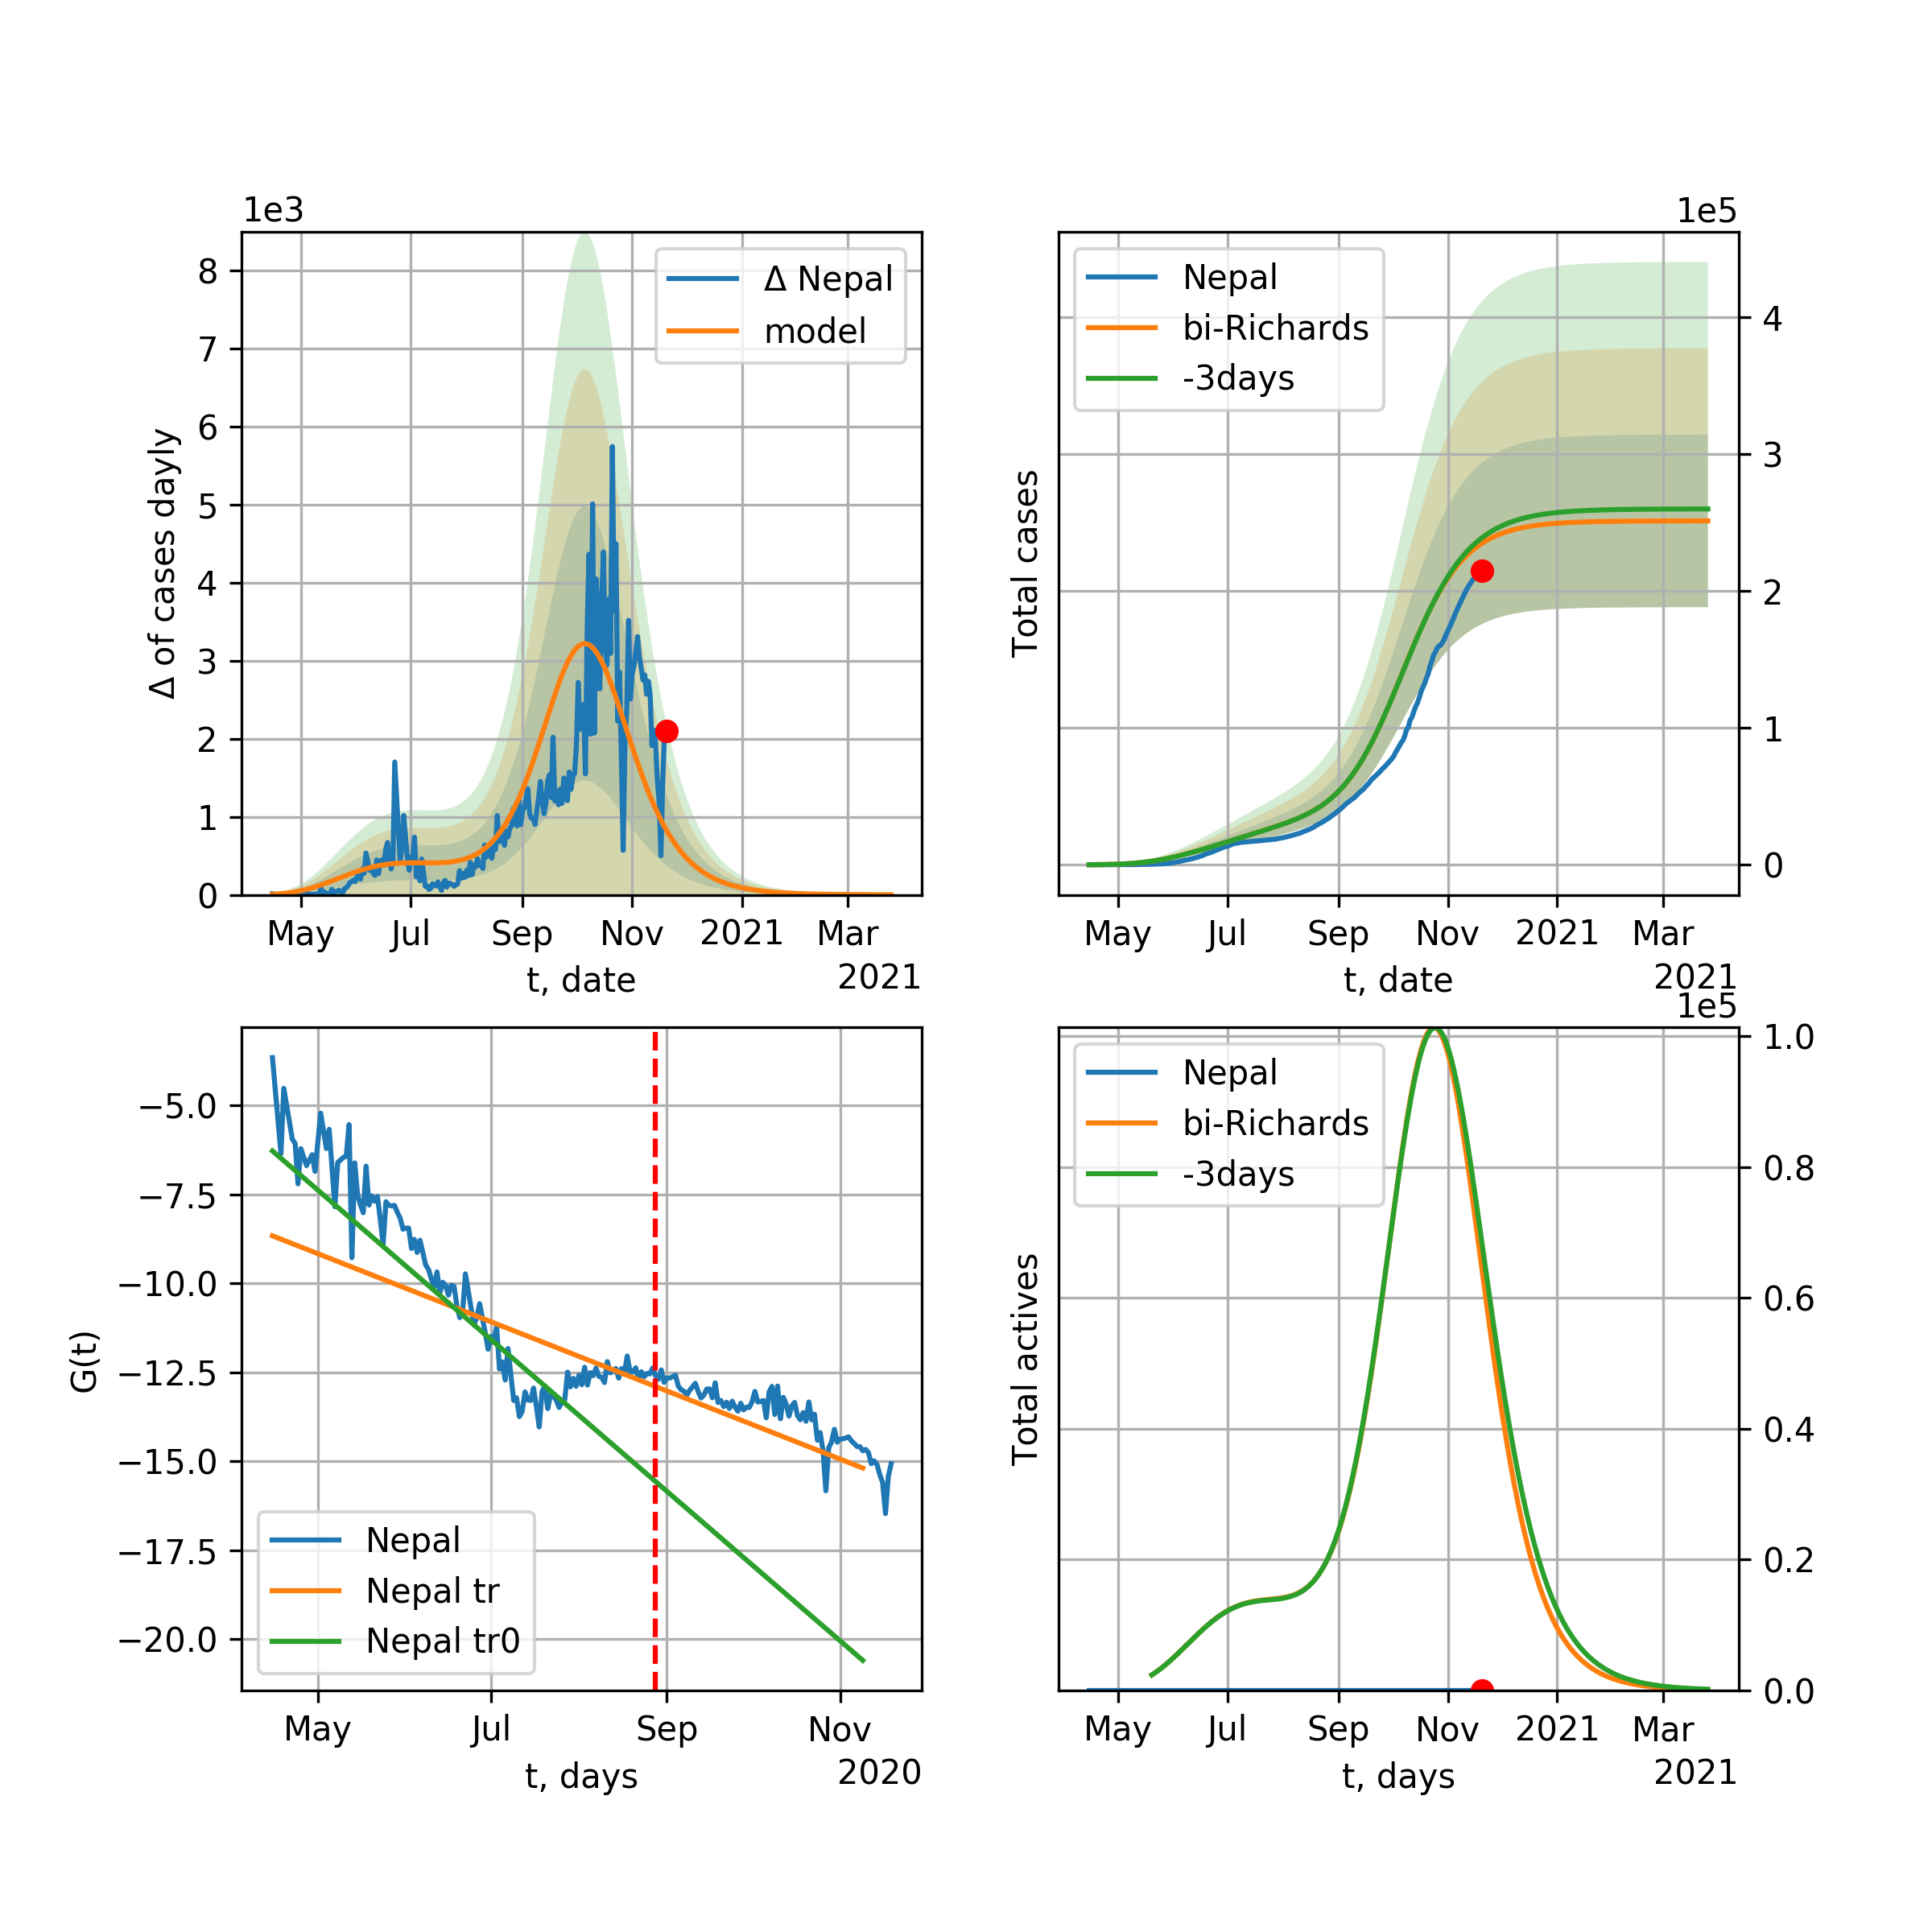 1e3
8
7
6
5
4
3
2
1
0
Δ of cases dayly
Δ Nepal
model
May Jul Sep Nov 2021 Mar
t, date
2021
1e5
Nepal
bi-Richards
-3days
Total cases
4
3
2
1
0
May Jul Sep Nov 2021 Mar
t, date
2021
−5.0
−7.5
−10.0
−12.5
−15.0
−17.5
−20.0
G(t)
Nepal
Nepal tr
Nepal tr0
May Jul Sep Nov
t, days
2020
1e5
Nepal
bi-Richards
-3days
Total actives
1.0
0.8
0.6
0.4
0.2
0.0
May Jul Sep Nov 2021 Mar
t, days
2021